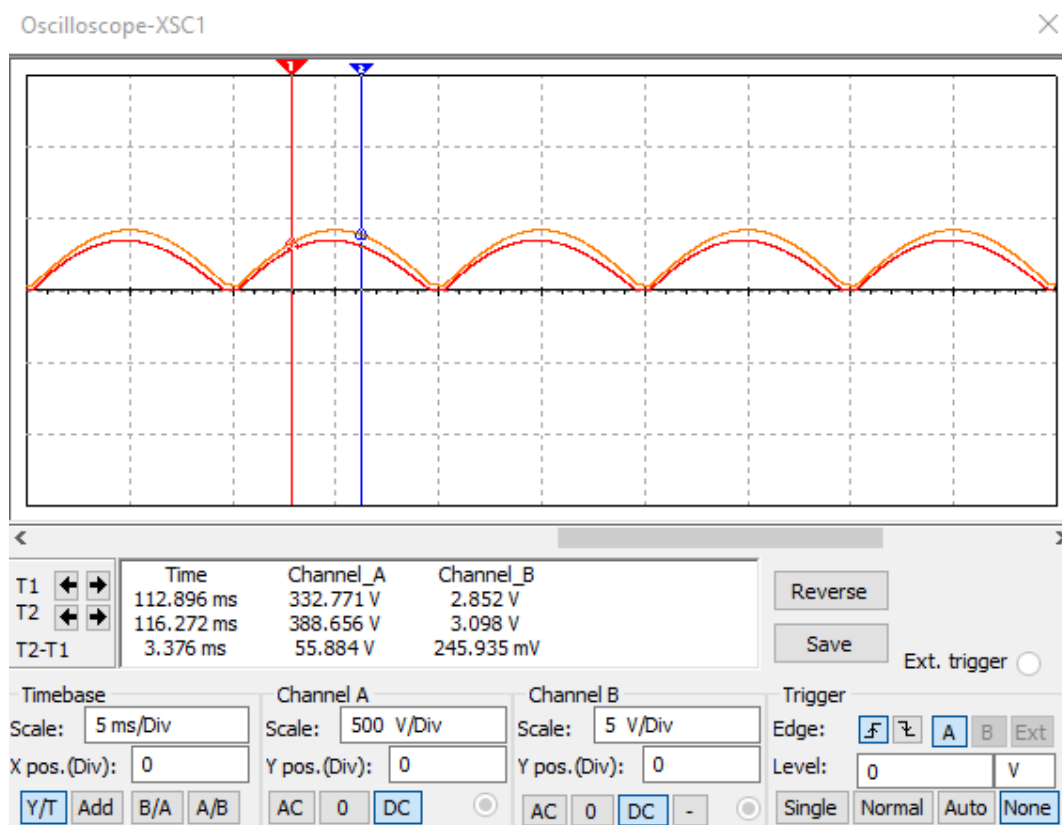 Oscilloscope-XSC1
1 2
Time Channel_A Channel_B
T1 112.896 ms 332.771 V 2.852 V
T2 116.272 ms 388.656 V 3.098 V
T2-T1 3.376 ms 55.884 V 245.935 mV
Reverse
Save
Ext. trigger
Timebase
Scale: 5 ms/Div
X pos.(Div): 0
Y/T Add B/A A/B
Channel A
Scale: 500 V/Div
Y pos.(Div): 0
AC 0 DC
Channel B
Scale: 5 V/Div
Y pos.(Div): 0
AC 0 DC -
Trigger
Edge: A B Ext
Level: 0 V
Single Normal Auto None